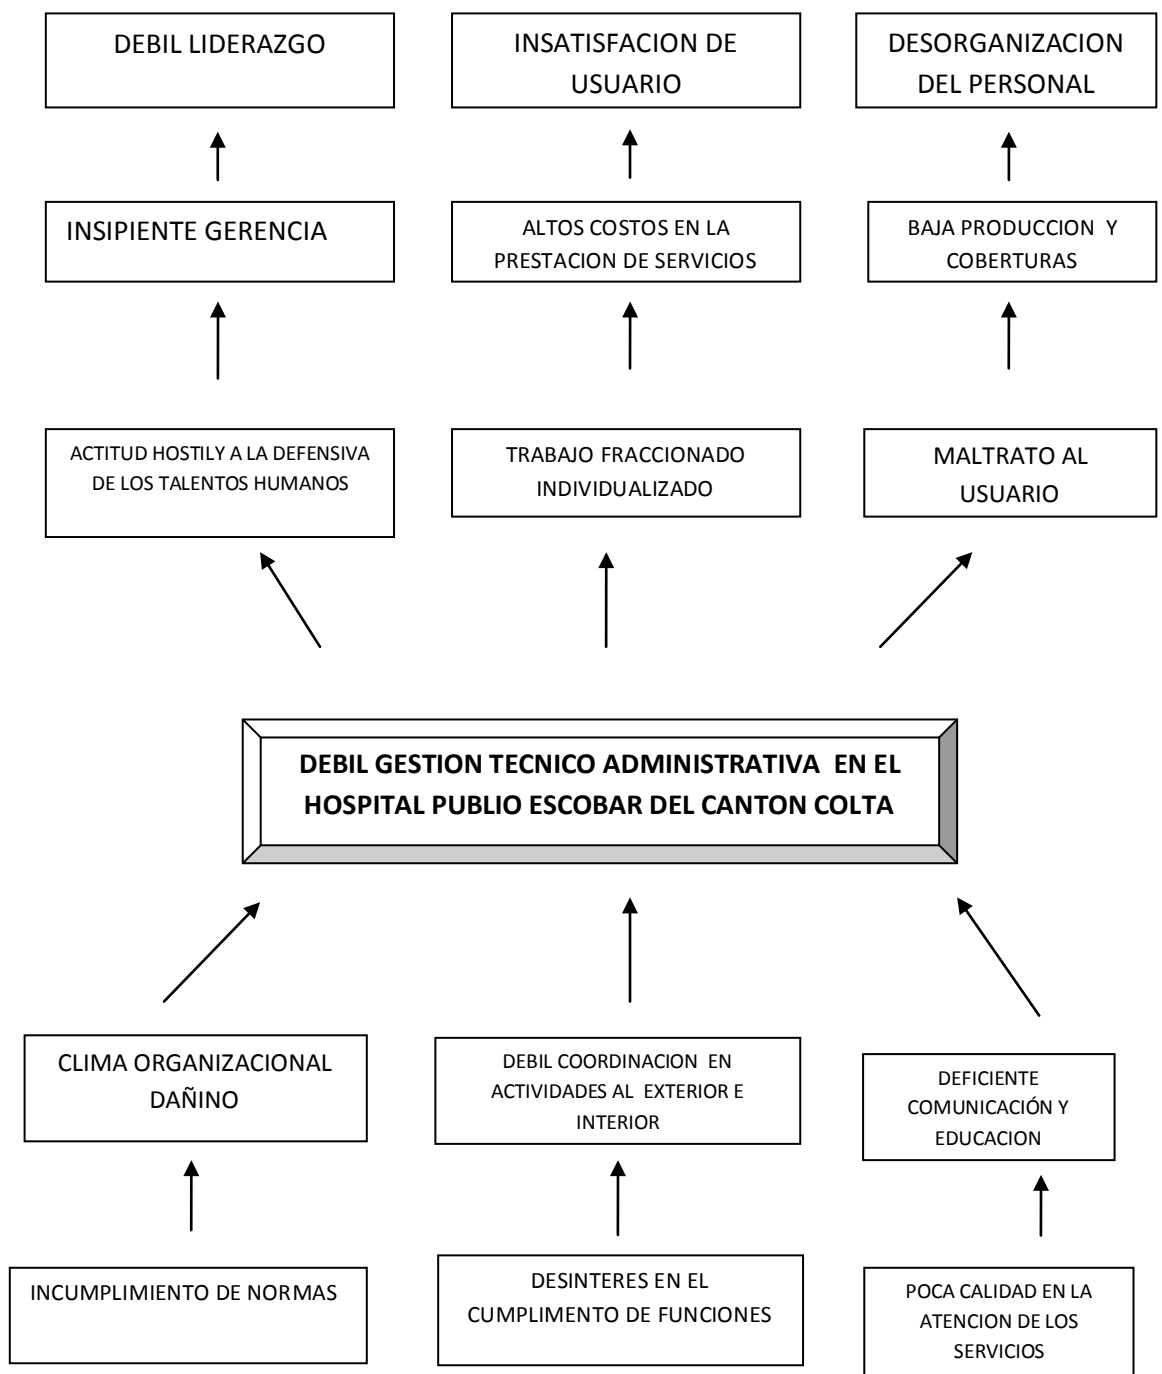 DEBIL LIDERAZGO
INSATISFACION DE
USUARIO
DESORGANIZACION
DEL PERSONAL
INSIPIENTE GERENCIA
ALTOS COSTOS EN LA
PRESTACION DE SERVICIOS
BAJA PRODUCCION Y
COBERTURAS
ACTITUD HOSTILY A LA DEFENSIVA
DE LOS TALENTOS HUMANOS
TRABAJO FRACCIONADO
INDIVIDUALIZADO
MALTRATO AL
USUARIO
DEBIL GESTION TECNICO ADMINISTRATIVA EN EL
HOSPITAL PUBLIO ESCOBAR DEL CANTON COLTA
CLIMA ORGANIZACIONAL
DAÑINO
DEBIL COORDINACION EN
ACTIVIDADES AL EXTERIOR E
INTERIOR
DEFICIENTE
COMUNICACIÓN Y
EDUCACION
INCUMPLIMIENTO DE NORMAS
DESINTERES EN EL
CUMPLIMENTO DE FUNCIONES
POCA CALIDAD EN LA
ATENCION DE LOS
SERVICIOS